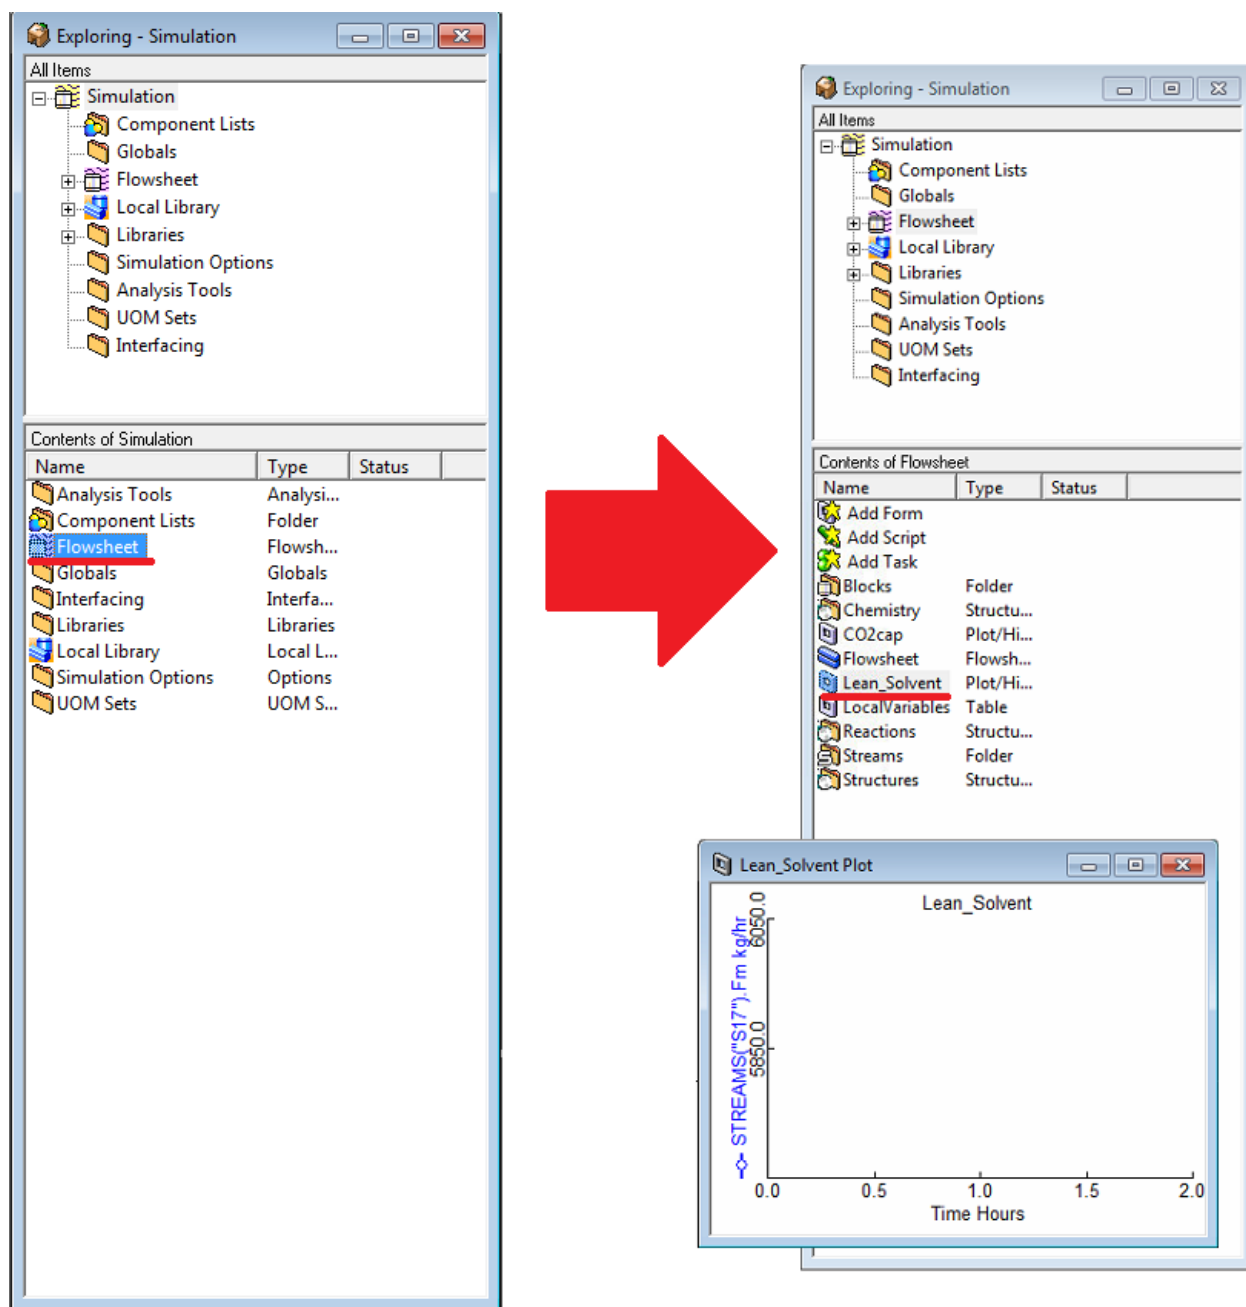 Exploring - Simulation
All Items
Simulation
Component Lists
Globals
Flowsheet
Local Library
Libraries
Simulation Options
Analysis Tools
UOM Sets
Interfacing
Contents of Simulation
Name Type Status
Analysis Tools Analysi...
Component Lists Folder
Flowsheet Flowsh...
Globals Globals
Interfacing Interfa...
Libraries Libraries
Local Library Local L...
Simulation Options Options
UOM Sets UOM S...
Exploring - Simulation
All Items
Simulation
Component Lists
Globals
Flowsheet
Local Library
Libraries
Simulation Options
Analysis Tools
UOM Sets
Interfacing
Contents of Flowsheet
Name Type Status
Add Form
Add Script
Add Task
Blocks Folder
Chemistry Structu...
CO2cap Plot/Hi...
Flowsheet Flowsh...
Lean_Solvent Plot/Hi...
LocalVariables Table
Reactions Structu...
Streams Folder
Structures Structu...
Lean_Solvent Plot
Lean_Solvent
STREAMS("S17").Fm kg/hr
6050.0
5850.0
0.0 0.5 1.0 1.5 2.0
Time Hours